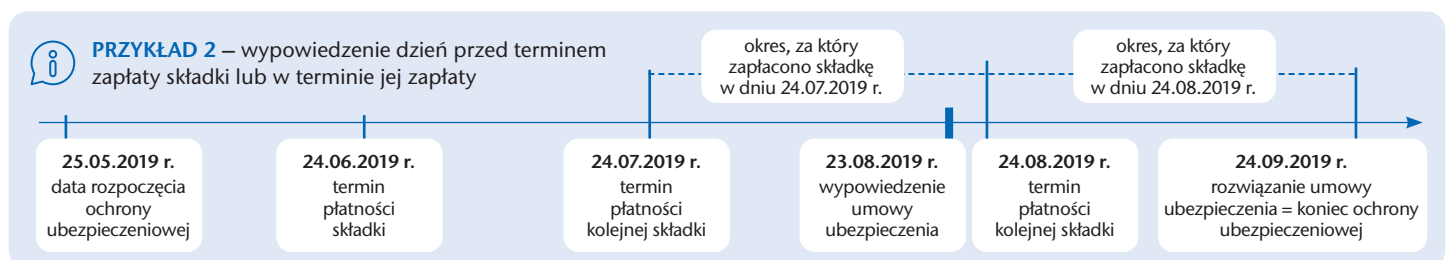 PRZYKŁAD 2 – wypowiedzenie dzień przed terminem
zapłaty składki lub w terminie jej zapłaty
okres, za który
zapłacono składkę
w dniu 24.07.2019 r.
okres, za który
zapłacono składkę
w dniu 24.08.2019 r.
25.05.2019 r.
data rozpoczęcia
ochrony
ubezpieczeniowej
24.06.2019 r.
termin
płatności
składki
24.07.2019 r.
termin
płatności
kolejnej składki
23.08.2019 r.
wypowiedzenie
umowy
ubezpieczenia
24.08.2019 r.
termin
płatności
kolejnej składki
24.09.2019 r.
rozwiązanie umowy
ubezpieczenia = koniec ochrony
ubezpieczeniowej